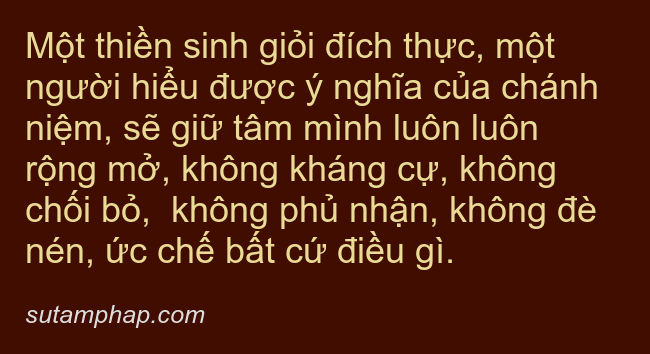 Một thiền sinh giỏi đích thực, một
người hiểu được ý nghĩa của chánh
niệm, sẽ giữ tâm mình luôn luôn
rộng mở, không kháng cự, không
chối bỏ,  không phủ nhận, không đè
nén, ức chế bất cứ điều gì.
sutamphap.com